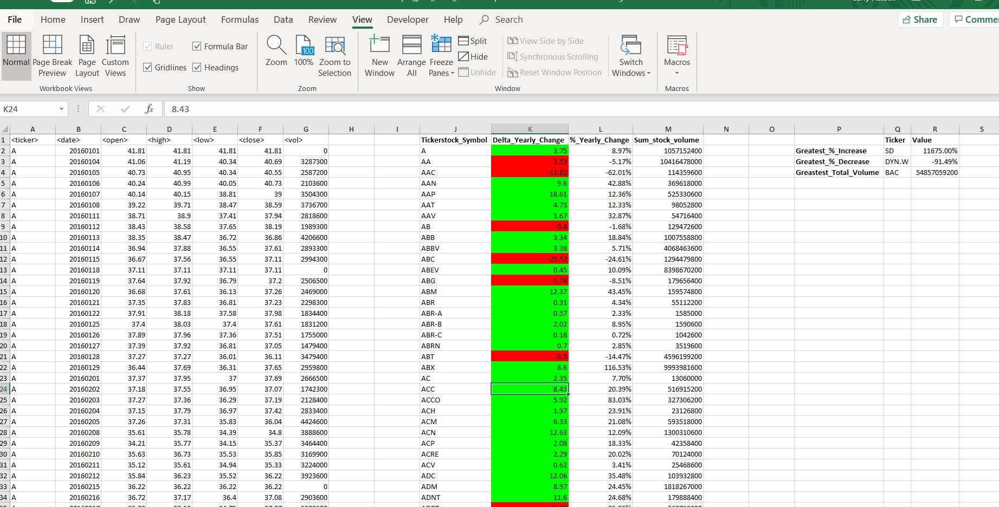 File Home Insert Draw Page Layout Formulas Data Review View Developer Help Search Share
Normal Page Break Preview Page Layout Custom Views
Workbook Views
Ruler Formula Bar
Gridlines Headings
Show
Zoom 100% Zoom to Selection
Zoom
New Window Arrange All Freeze Panes Split Hide Unhide
View Side by Side
Synchronous Scrolling
Reset Window Position
Switch Windows
Window
Macros
Macros
K24 fx 8.43
A B C D E F G H I J K L M N O P Q R S
1 <ticker> <date> <open> <high> <low> <close> <vol> Tickerstock_Symbol Delta_Yearly_Change %_Yearly_Change Sum_stock_volume Ticker Value
2 A 20160101 41.81 41.81 41.81 41.81 0 A 3.75 8.97% 1057152400 Greatest_%_Increase SD 11675.00%
3 A 20160104 41.06 41.19 40.34 40.69 3287300 AA -1.53 -5.17% 10416478000 Greatest_%_Decrease DYN.W -91.49%
4 A 20160105 40.73 40.95 40.34 40.55 2587200 AAC -11.82 -62.01% 114359600 Greastest_Total_Volume BAC 54857059200
5 A 20160106 40.24 40.99 40.05 40.73 2103600 AAN 9.6 42.88% 369618000
6 A 20160107 40.14 40.15 38.81 39 3504300 AAP 18.61 12.36% 525330600
7 A 20160108 39.22 39.71 38.47 38.59 3736700 AAT 4.73 12.33% 98052800
8 A 20160111 38.71 38.9 37.41 37.94 2818600 AAV 1.67 32.87% 54716400
9 A 20160112 38.43 38.58 37.65 38.19 1989300 AB -0.4 -1.68% 129472600
10 A 20160113 38.35 38.47 36.72 36.86 4206600 ABB 3.34 18.84% 1007558800
11 A 20160114 36.94 37.88 36.55 37.61 2893300 ABBV 3.38 5.71% 4068463600
12 A 20160115 36.67 37.56 36.55 37.11 2994300 ABC -25.52 -24.61% 1294479800
13 A 20160118 37.11 37.11 37.11 37.11 0 ABEV 0.45 10.09% 8398670200
14 A 20160119 37.64 37.92 36.79 37.2 2506500 ABG -5.74 -8.51% 179656400
15 A 20160120 36.68 37.61 36.13 37.26 2469000 ABM 12.37 43.45% 159574800
16 A 20160121 37.35 37.83 36.81 37.23 2298300 ABR 0.31 4.34% 55112200
17 A 20160122 37.91 38.18 37.58 37.98 1834400 ABR-A 0.57 2.33% 1585000
18 A 20160125 37.4 38.03 37.4 37.61 1831200 ABR-B 2.02 8.95% 1590600
19 A 20160126 37.89 37.96 37.36 37.51 1755000 ABR-C 0.18 0.72% 1042600
20 A 20160127 37.39 37.92 36.81 37.05 1479400 ABRN 0.7 2.85% 3519600
21 A 20160128 37.27 37.27 36.01 36.11 3479400 ABT -6.5 -14.47% 4596199200
22 A 20160129 36.44 37.69 36.31 37.65 2959800 ABX 8.6 116.53% 9993981600
23 A 20160201 37.37 37.95 37 37.69 2666500 AC 2.35 7.70% 13060000
24 A 20160202 37.18 37.55 36.95 37.07 1742300 ACC 8.43 20.39% 516915200
25 A 20160203 37.27 37.36 36.29 37.19 2128400 ACCO 5.92 83.03% 327306200
26 A 20160204 37.15 37.79 36.97 37.42 2833400 ACH 1.97 23.91% 23126800
27 A 20160205 37.26 37.31 35.83 36.04 4424600 ACM 6.33 21.08% 593518000
28 A 20160208 35.61 35.78 34.39 34.8 3888600 ACN 12.63 12.09% 1300310600
29 A 20160209 34.21 35.77 34.15 35.37 3464400 ACP 2.08 18.33% 42358400
30 A 20160210 35.63 36.73 35.53 35.85 3169900 ACRE 2.29 20.02% 70124000
31 A 20160211 35.12 35.61 34.94 35.33 3224000 ACV 0.62 3.41% 25468600
32 A 20160212 35.84 36.23 35.52 36.22 3923600 ADC 12.06 35.48% 103932800
33 A 20160215 36.22 36.22 36.22 36.22 0 ADM 8.97 24.45% 1818267000
34 A 20160216 36.72 37.17 36.4 37.08 2903600 ADNT 11.6 24.68% 179888400